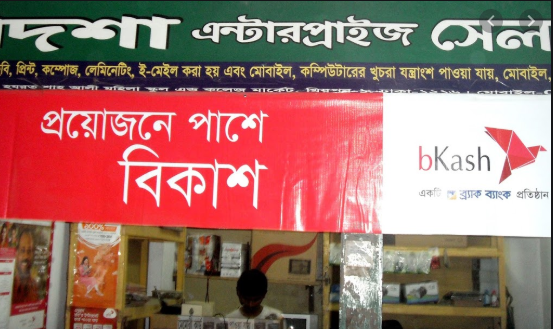 দশা এন্টারপ্রাইজ সেল
বি, প্রিন্ট, কম্পোজ, লেমিনেটিং, ই-মেইল করা হয় এবং মোবাইল, কম্পিউটারের খুচরা যন্ত্রাংশ পাওয়া যায়, মোবাইল,
প্রয়োজনে পাশে
বিকাশ
bKash
একটি ব্র্যাক ব্যাংক প্রতিষ্ঠান